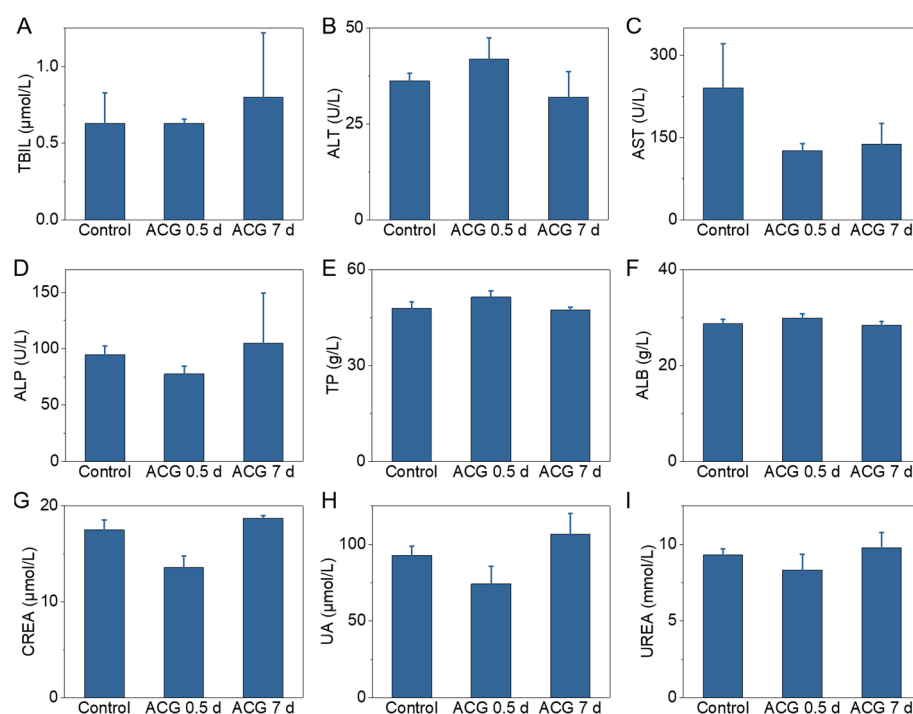 A
TBIL (μmol/L)
1.0
0.5
0.0
Control ACG 0.5 d ACG 7 d
B
ALT (U/L)
50
25
0
Control ACG 0.5 d ACG 7 d
C
AST (U/L)
300
150
0
Control ACG 0.5 d ACG 7 d
D
ALP (U/L)
150
100
50
0
Control ACG 0.5 d ACG 7 d
E
TP (g/L)
60
30
0
Control ACG 0.5 d ACG 7 d
F
ALB (g/L)
40
20
0
Control ACG 0.5 d ACG 7 d
G
CREA (μmol/L)
20
10
0
Control ACG 0.5 d ACG 7 d
H
UA (μmol/L)
100
50
0
Control ACG 0.5 d ACG 7 d
I
UREA (mmol/L)
10
5
0
Control ACG 0.5 d ACG 7 d